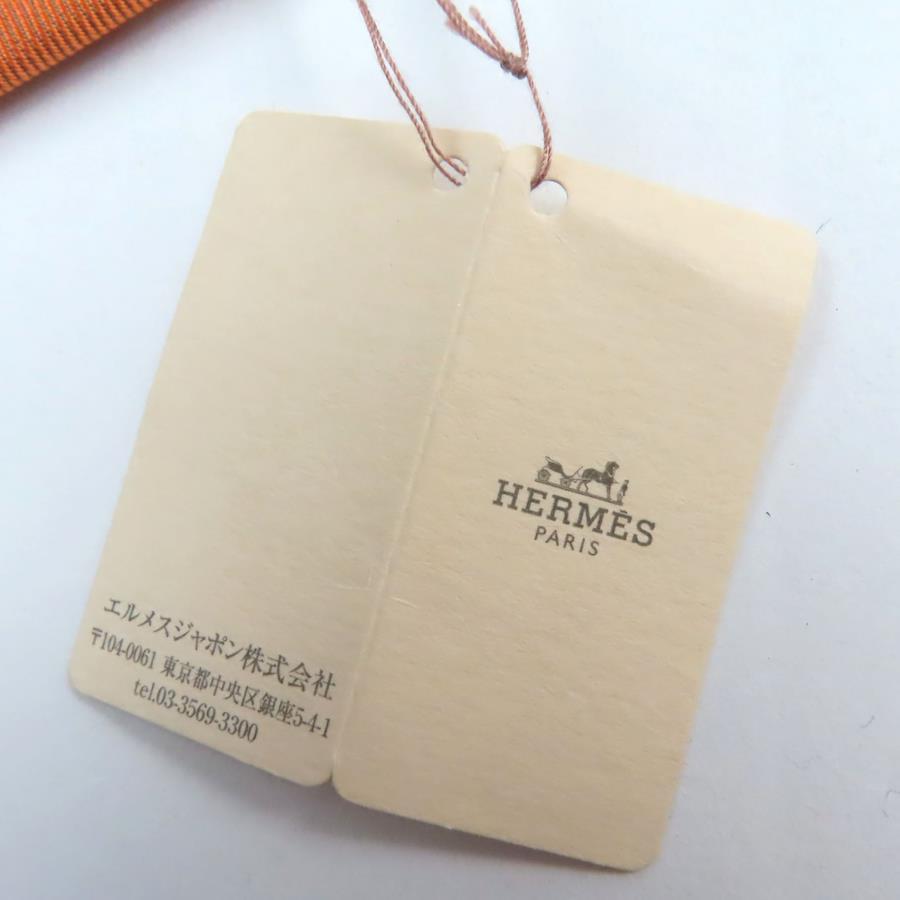 エルメスジャポン株式会社
〒104-0061 東京都中央区銀座5-4-1
tel.03-3569-3300
HERMÈS
PARIS